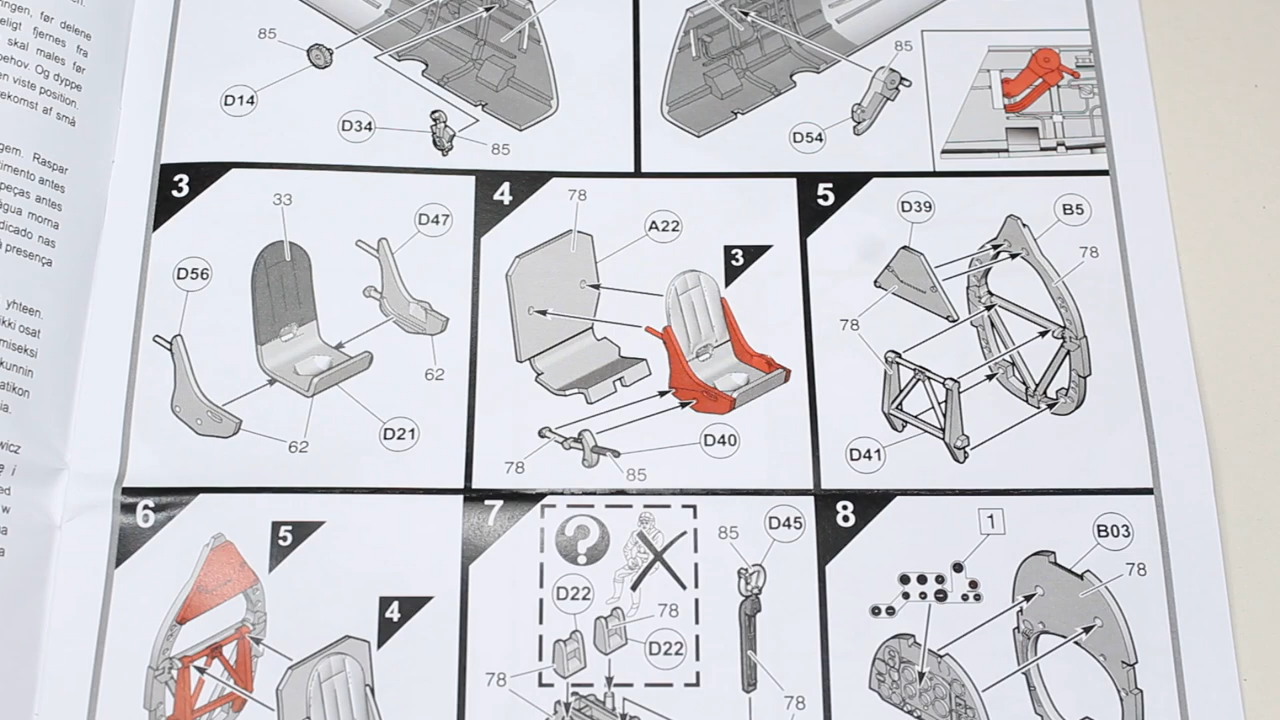 ringen, før delene
eligt fjernes fra
skal males før
behov. Og dyppe
en viste position.
ekomst af små
gem. Raspar
timento antes
peças antes
água morna
dicado nas
a presença
yhteen.
ikki osat
miseksi
kunnin
atikon
ia.
wicz
ę i
ed
w
na
a
85
D14
D34
85
85
D54
3
33
D47
D56
62
D21
62
4
78
A22
3
D40
78
85
5
D39
B5
78
78
D41
6
5
4
7
?
D22
78
D22
78
85
D45
78
8
1
B03
78